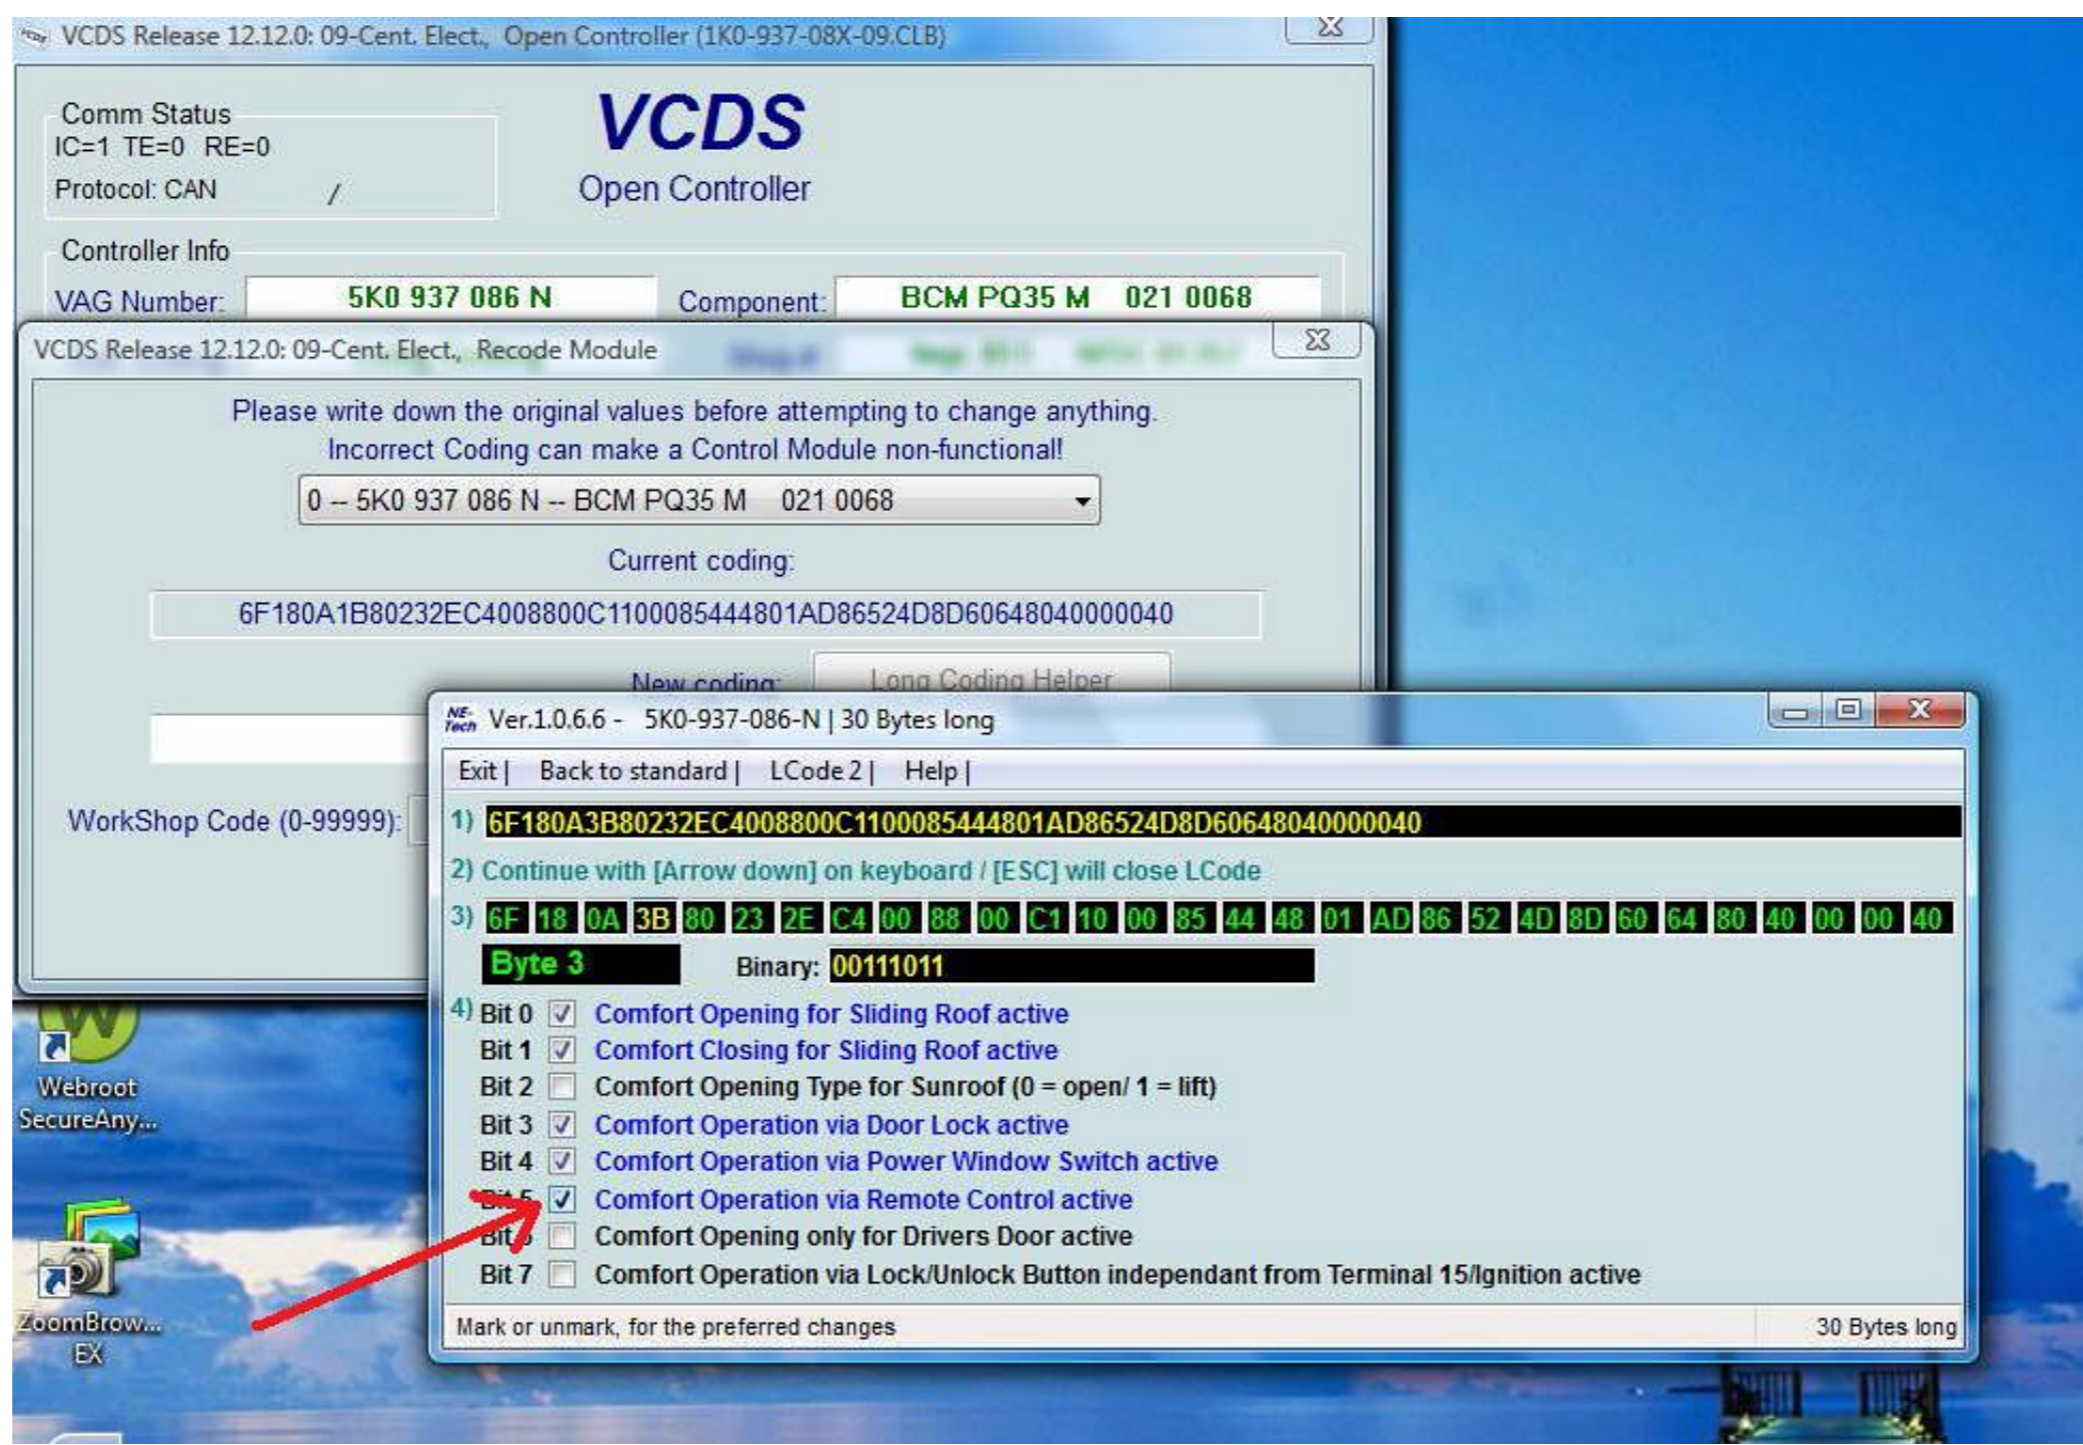 VCDS Release 12.12.0: 09-Cent. Elect., Open Controller (1K0-937-08X-09.CLB)
Comm Status
IC=1 TE=0 RE=0
Protocol: CAN /
VCDS
Open Controller
Controller Info
VAG Number: 5K0 937 086 N Component: BCM PQ35 M 021 0068
VCDS Release 12.12.0: 09-Cent. Elect., Recode Module
Please write down the original values before attempting to change anything.
Incorrect Coding can make a Control Module non-functional!
0 -- 5K0 937 086 N -- BCM PQ35 M 021 0068
Current coding:
6F180A1B80232EC4008800C1100085444801AD86524D8D60648040000040
New coding: Long Coding Helper
WorkShop Code (0-99999):
NE-Tech Ver.1.0.6.6 - 5K0-937-086-N | 30 Bytes long
Exit | Back to standard | LCode 2 | Help |
1) 6F180A3B80232EC4008800C1100085444801AD86524D8D60648040000040
2) Continue with [Arrow down] on keyboard / [ESC] will close LCode
3) 6F 18 0A 3B 80 23 2E C4 00 88 00 C1 10 00 85 44 48 01 AD 86 52 4D 8D 60 64 80 40 00 00 40
Byte 3 Binary: 00111011
4) Bit 0 Comfort Opening for Sliding Roof active
Bit 1 Comfort Closing for Sliding Roof active
Bit 2 Comfort Opening Type for Sunroof (0 = open/ 1 = lift)
Bit 3 Comfort Operation via Door Lock active
Bit 4 Comfort Operation via Power Window Switch active
Bit 5 Comfort Operation via Remote Control active
Bit 6 Comfort Opening only for Drivers Door active
Bit 7 Comfort Operation via Lock/Unlock Button independant from Terminal 15/Ignition active
Mark or unmark, for the preferred changes 30 Bytes long
Webroot
SecureAny...
ZoomBrow...
EX